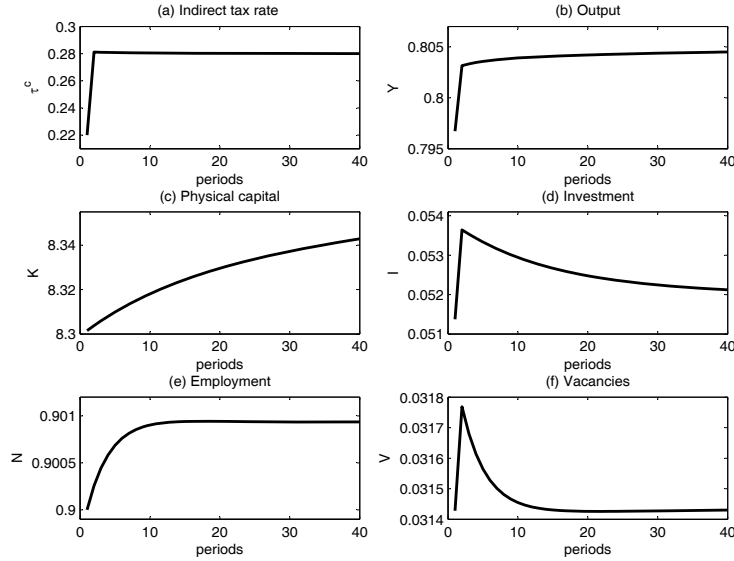 (a) Indirect tax rate
(b) Output
0.3
0.28
0.26
0.24
0.22
τc
0 10 20 30 40
periods
0.805
0.8
0.795
Y
0 10 20 30 40
periods
(c) Physical capital
(d) Investment
8.34
8.32
8.3
K
0 10 20 30 40
periods
0.054
0.053
0.052
0.051
I
0 10 20 30 40
periods
(e) Employment
(f) Vacancies
0.901
0.9005
0.9
N
0 10 20 30 40
periods
0.0318
0.0317
0.0316
0.0315
0.0314
V
0 10 20 30 40
periods